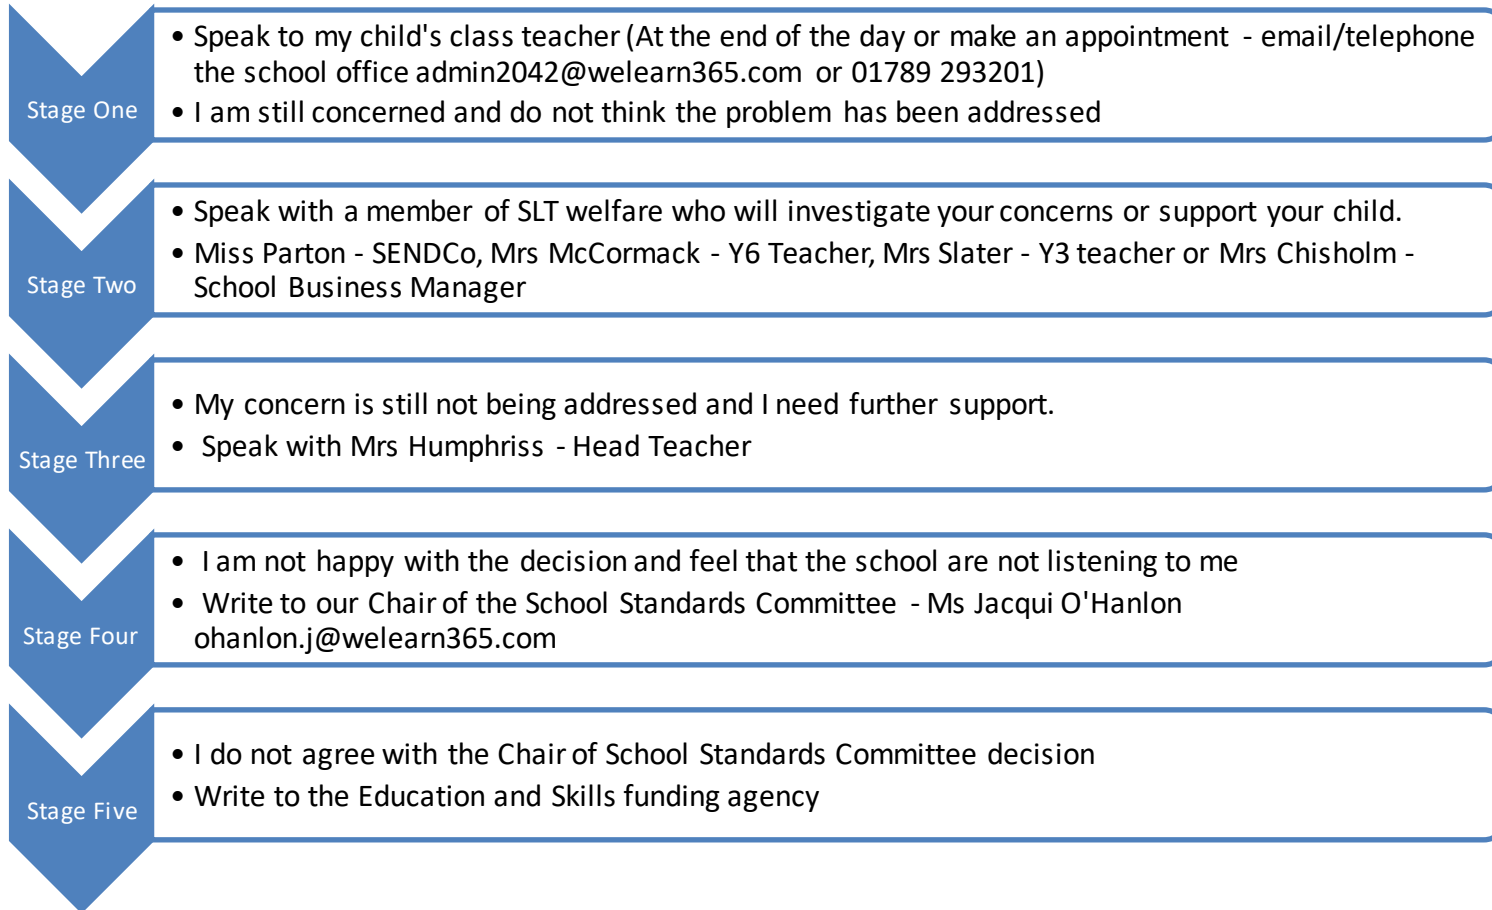 Stage One
• Speak to my child's class teacher (At the end of the day or make an appointment - email/telephone
the school office admin2042@welearn365.com or 01789 293201)
• I am still concerned and do not think the problem has been addressed
Stage Two
• Speak with a member of SLT welfare who will investigate your concerns or support your child.
• Miss Parton - SENDCo, Mrs McCormack - Y6 Teacher, Mrs Slater - Y3 teacher or Mrs Chisholm -
School Business Manager
Stage Three
• My concern is still not being addressed and I need further support.
• Speak with Mrs Humphriss - Head Teacher
Stage Four
• I am not happy with the decision and feel that the school are not listening to me
• Write to our Chair of the School Standards Committee - Ms Jacqui O'Hanlon
ohanlon.j@welearn365.com
Stage Five
• I do not agree with the Chair of School Standards Committee decision
• Write to the Education and Skills funding agency